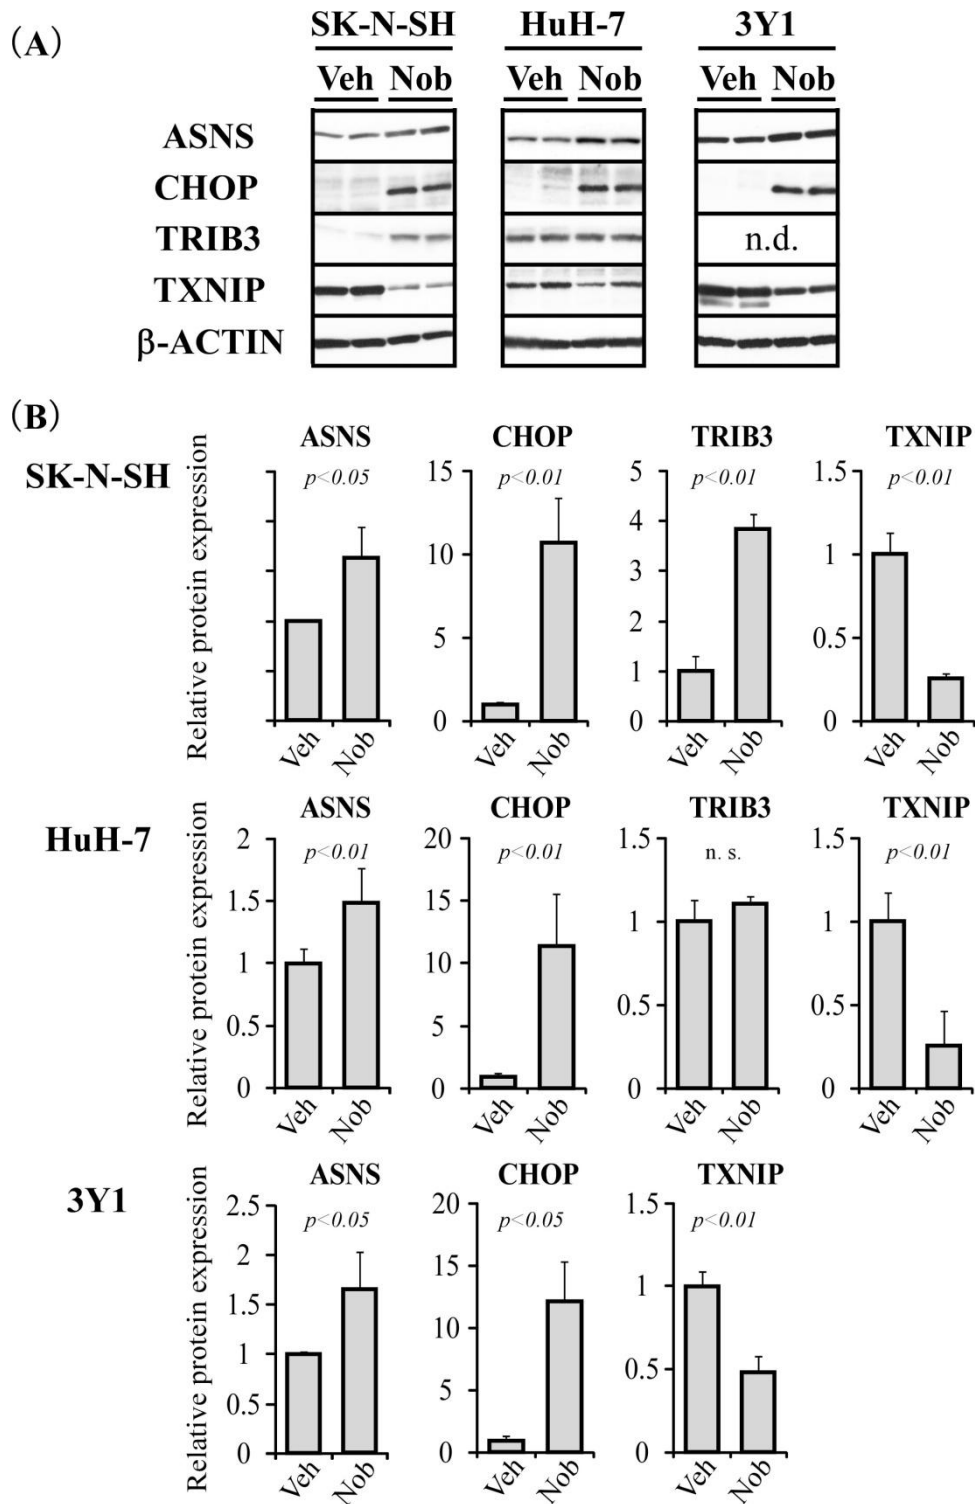 (A)
SK-N-SH HuH-7 3Y1
Veh Nob Veh Nob Veh Nob
ASNS
CHOP
TRIB3 n.d.
TXNIP
β-ACTIN
(B)
SK-N-SH
ASNS CHOP TRIB3 TXNIP
p<0.05 p<0.01 p<0.01 p<0.01
Relative protein expression
15
10
5
0
5
4
3
2
1
0
1.5
1
0.5
0
Veh Nob Veh Nob Veh Nob Veh Nob
HuH-7
ASNS CHOP TRIB3 TXNIP
p<0.01 p<0.01 n. s. p<0.01
Relative protein expression
2
1.5
1
0.5
0
20
15
10
5
0
1.5
1
0.5
0
1.5
1
0.5
0
Veh Nob Veh Nob Veh Nob Veh Nob
3Y1
ASNS CHOP TXNIP
p<0.05 p<0.05 p<0.01
Relative protein expression
2.5
2
1.5
1
0.5
0
20
15
10
5
0
1.5
1
0.5
0
Veh Nob Veh Nob Veh Nob